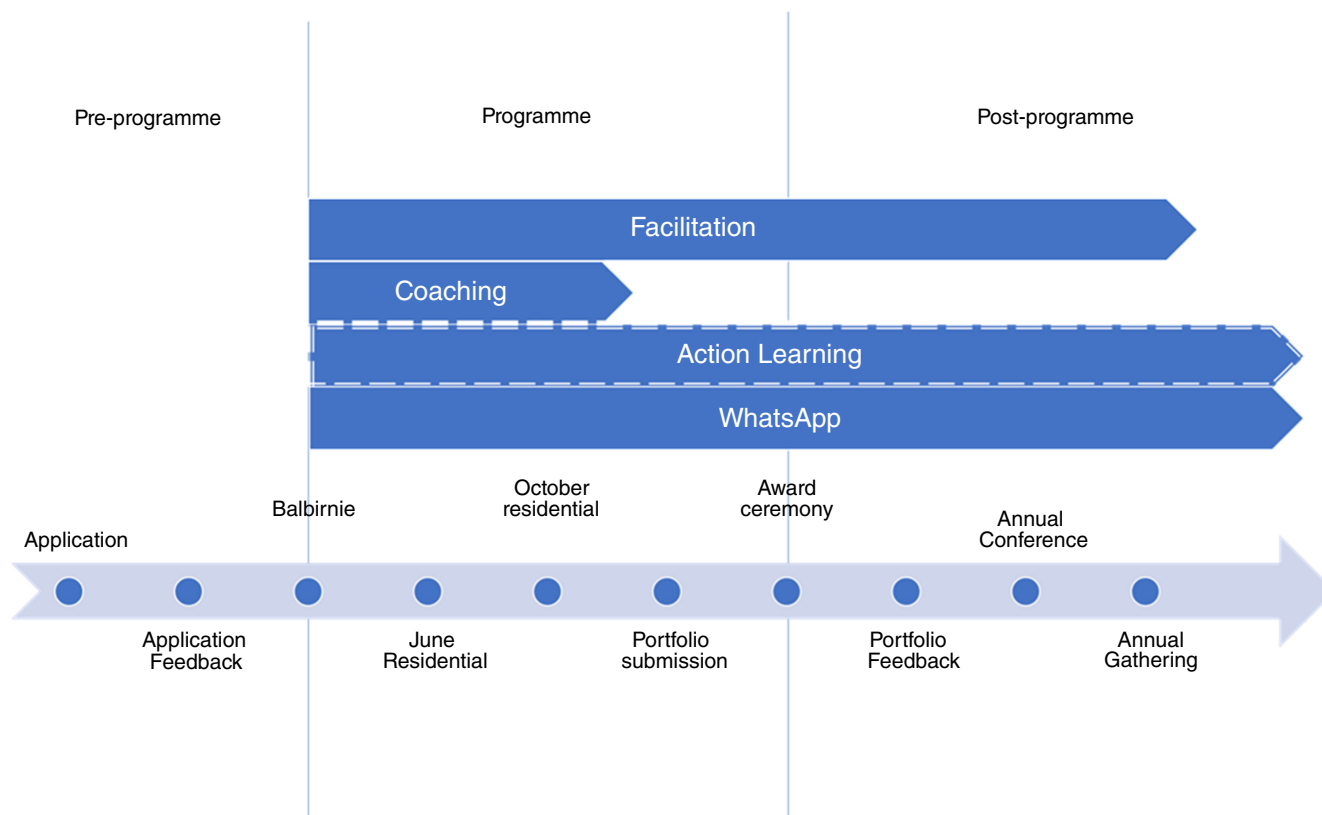 Pre-programme
Programme
Post-programme
Facilitation
Coaching
Action Learning
WhatsApp
Application
Balbirnie
October
residential
Award
ceremony
Annual
Conference
Application
Feedback
June
Residential
Portfolio
submission
Portfolio
Feedback
Annual
Gathering